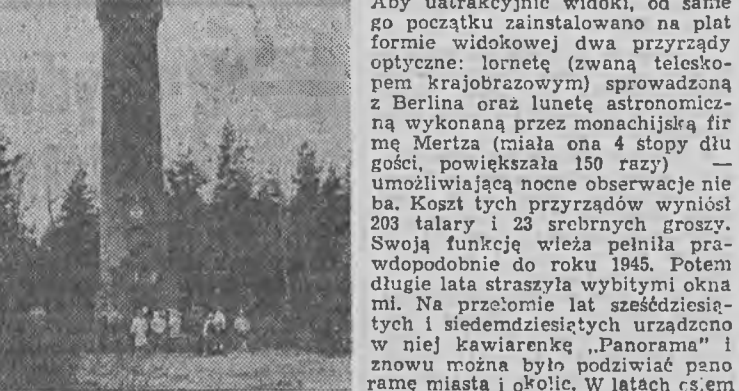 Aby uatrakcyjnić widoki, od same
go początku zainstalowano na plat
formie widokowej dwa przyrządy
optyczne: lornetę (zwaną telesko-
pem krajobrazowym) sprowadzoną
z Berlina oraz lunetę astronomicz-
ną wykonaną przez monachijską fir
mę Mertza (miała ona 4 stopy dłu
gości, powiększała 150 razy) —
umożliwiającą nocne obserwacje nie
ba. Koszt tych przyrządów wyniósł
203 talary i 23 srebrnych groszy.
Swoją funkcję wieża pełniła pra-
wdopodobnie do roku 1945. Potem
długie lata straszyła wybitymi okna
mi. Na przełomie lat sześćdziesią-
tych i siedemdziesiątych urządzono
w niej kawiarenkę „Panorama" i
znowu można było podziwiać pano
ramę miasta i okolic. W latach osiem